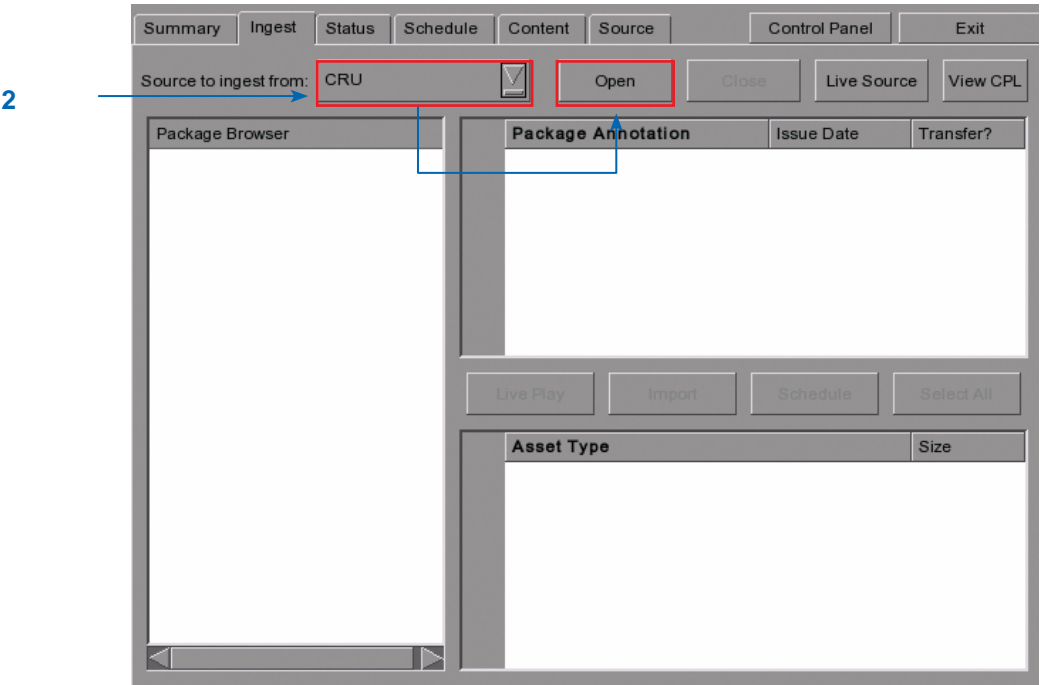 Summary Ingest Status Schedule Content Source Control Panel Exit
2
Source to ingest from: CRU Open Close Live Source View CPL
Package Browser
Package Annotation Issue Date Transfer?
Live Play Import Schedule Select All
Asset Type Size